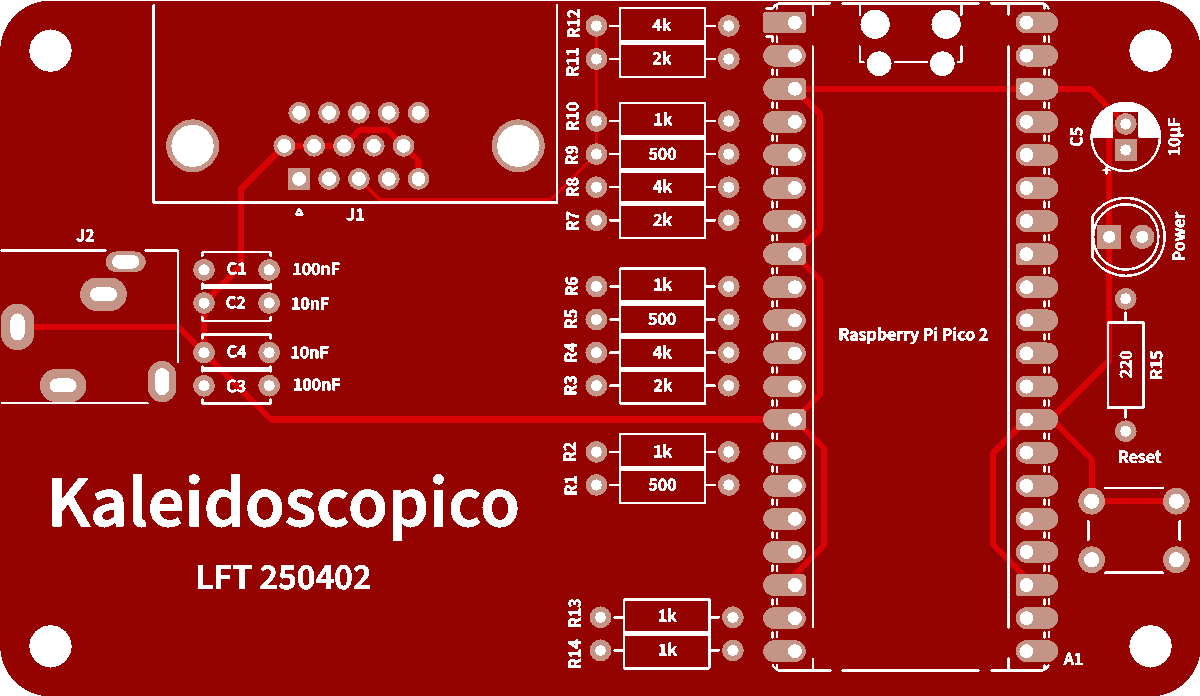 R12 4k
R11 2k
R10 1k
R9 500
R8 4k
R7 2k
C5 10µF
J1
J2
Power
C1 100nF
C2 10nF
C4 10nF
C3 100nF
R6 1k
R5 500
R4 4k
R3 2k
Raspberry Pi Pico 2
220 R15
+
R2 1k
R1 500
Reset
Kaleidoscopico
LFT 250402
R13 1k
R14 1k
A1